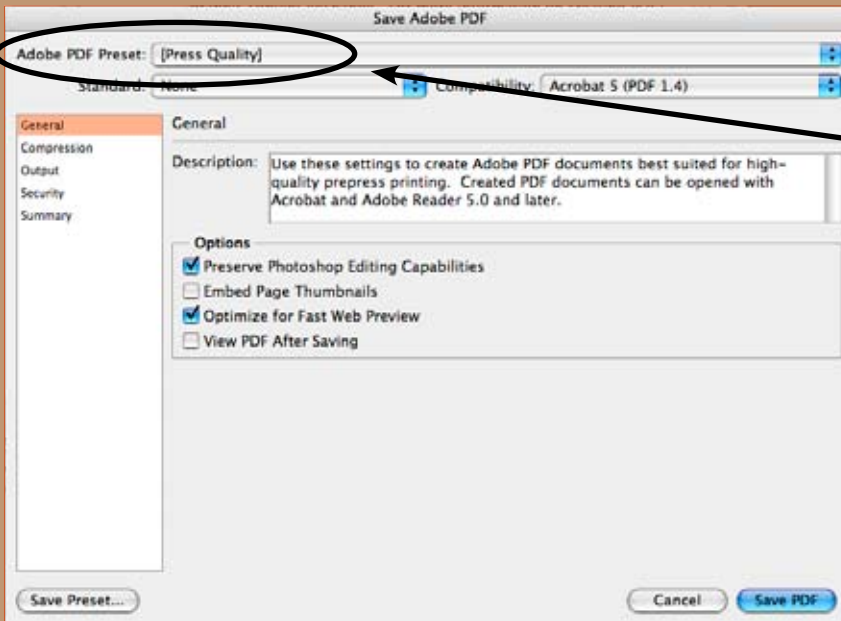 Save Adobe PDF
Adobe PDF Preset: [Press Quality]
Standard: None Compatibility: Acrobat 5 (PDF 1.4)
General
Compression
Output
Security
Summary
General
Description: Use these settings to create Adobe PDF documents best suited for high-
quality prepress printing. Created PDF documents can be opened with
Acrobat and Adobe Reader 5.0 and later.
Options
Preserve Photoshop Editing Capabilities
Embed Page Thumbnails
Optimize for Fast Web Preview
View PDF After Saving
Save Preset... Cancel Save PDF